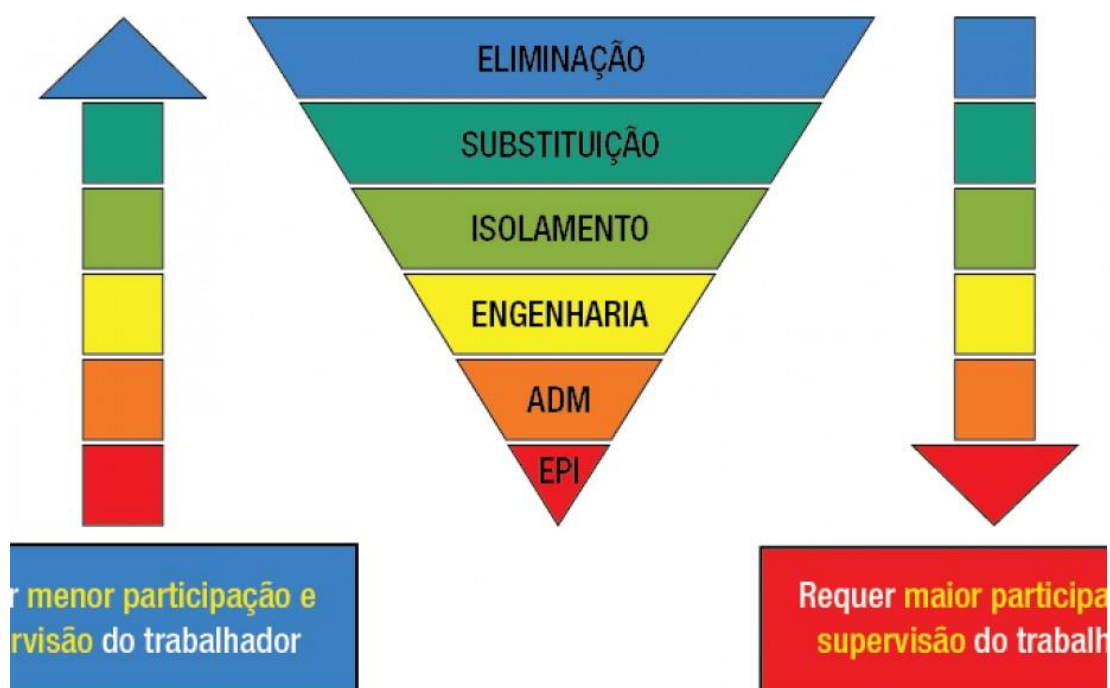 ELIMINAÇÃO
SUBSTITUIÇÃO
ISOLAMENTO
ENGENHARIA
ADM
EPI
menor participação e
do trabalhador
Requer maior
supervisão do